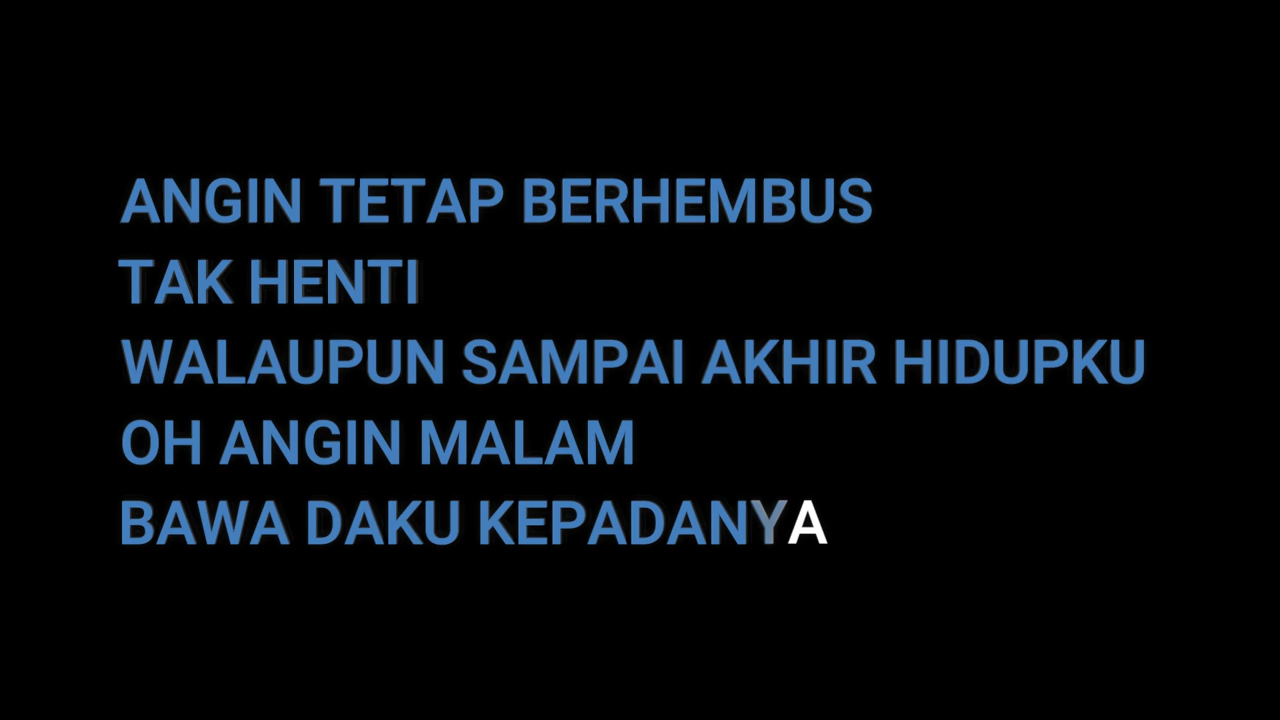 ANGIN TETAP BERHEMBUS
TAK HENTI
WALAUPUN SAMPAI AKHIR HIDUPKU
OH ANGIN MALAM
BAWA DAKU KEPADANYA